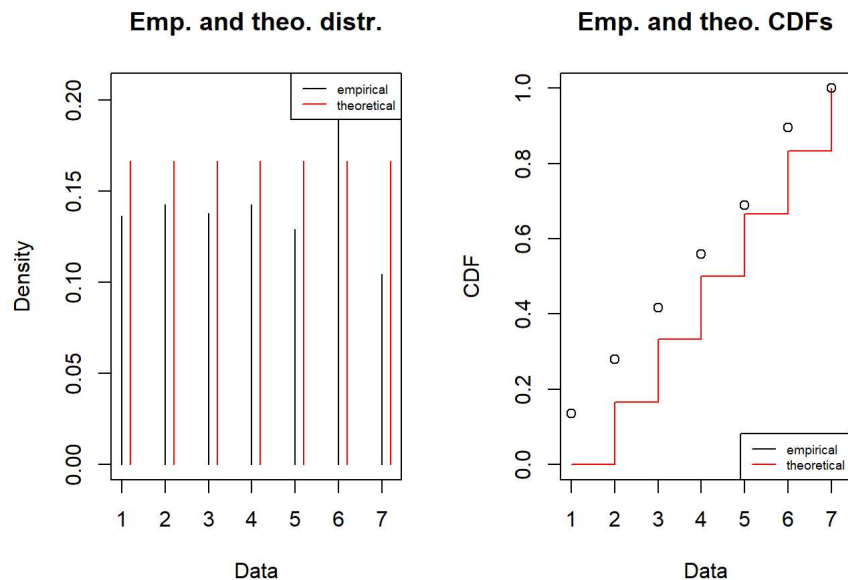 Emp. and theo. distr.
empirical
theoretical
0.20
0.15
0.10
0.05
0.00
Density
1 2 3 4 5 6 7
Data
Emp. and theo. CDFs
1.0
0.8
0.6
0.4
0.2
0.0
CDF
empirical
theoretical
1 2 3 4 5 6 7
Data